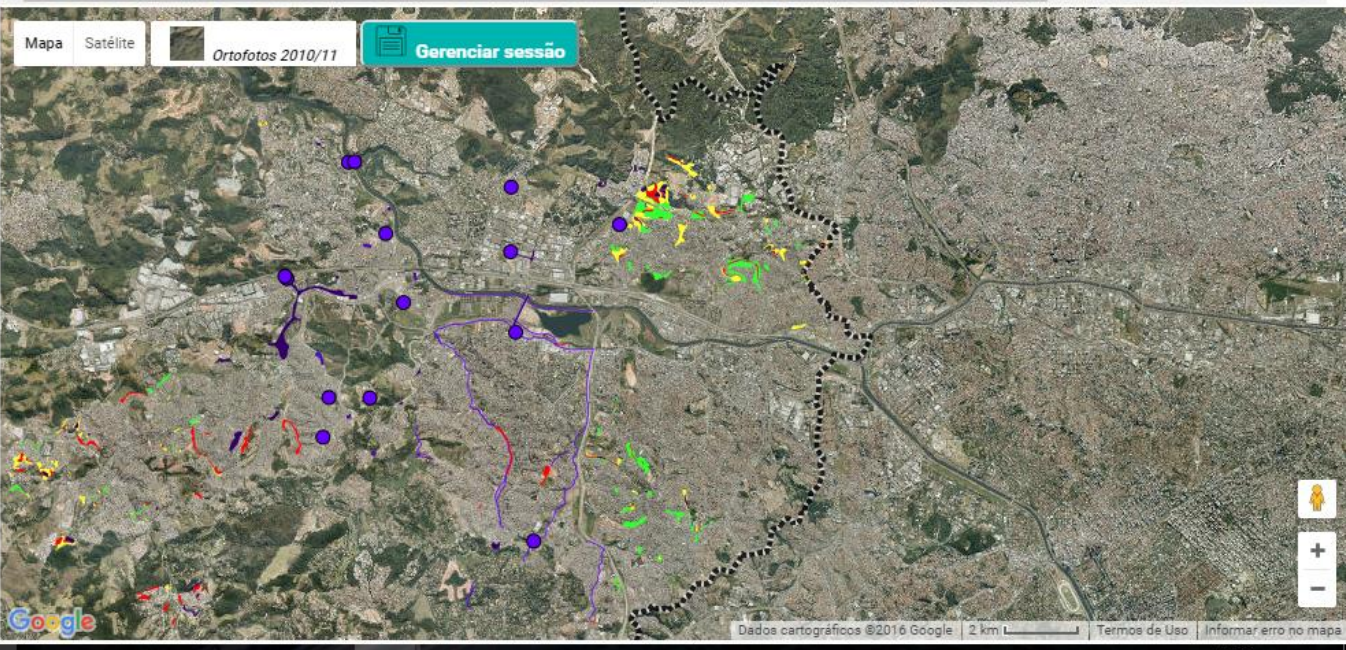 Mapa
Satélite
Ortofotos 2010/11
Gerenciar sessão
Google
Dados cartográficos ©2016 Google
2 km
Termos de Uso
Informar erro no mapa